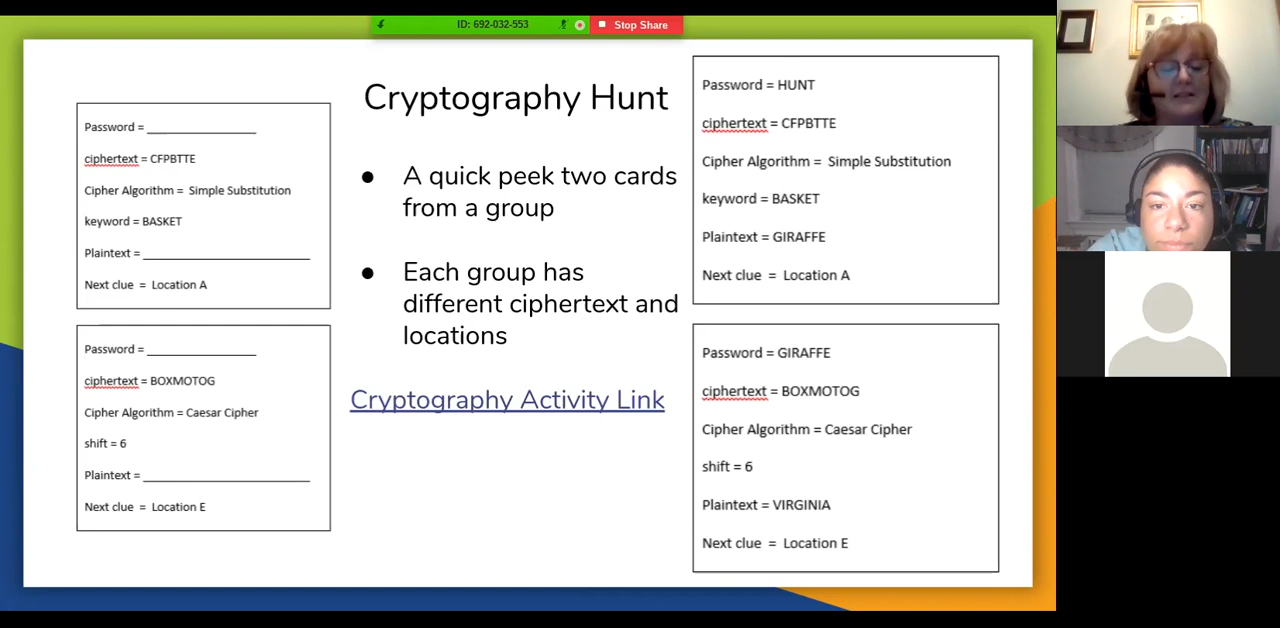 ID: 692-032-553
Stop Share
Cryptography Hunt
Password = ________________
ciphertext = CFPBTTE
Cipher Algorithm = Simple Substitution
keyword = BASKET
Plaintext = ________________________
Next clue = Location A
Password = ________________
ciphertext = BOXMOTOG
Cipher Algorithm = Caesar Cipher
shift = 6
Plaintext = ________________________
Next clue = Location E
● A quick peek two cards
from a group
● Each group has
different ciphertext and
locations
Cryptography Activity Link
Password = HUNT
ciphertext = CFPBTTE
Cipher Algorithm = Simple Substitution
keyword = BASKET
Plaintext = GIRAFFE
Next clue = Location A
Password = GIRAFFE
ciphertext = BOXMOTOG
Cipher Algorithm = Caesar Cipher
shift = 6
Plaintext = VIRGINIA
Next clue = Location E